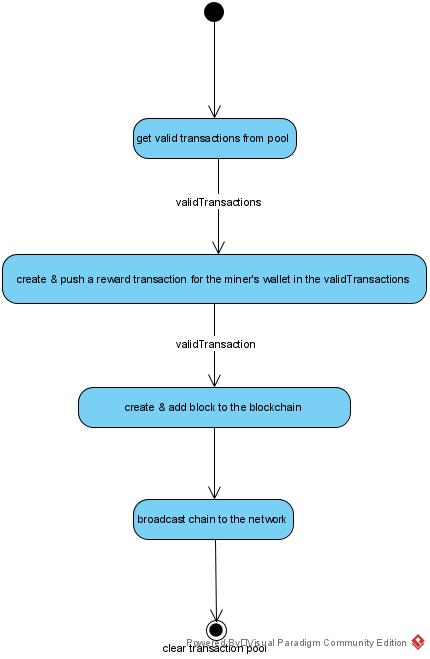 get valid transactions from pool
validTransactions
create & push a reward transaction for the miner's wallet in the validTransactions
validTransaction
create & add block to the blockchain
broadcast chain to the network
Powered By Visual Paradigm Community Edition
clear transaction pool